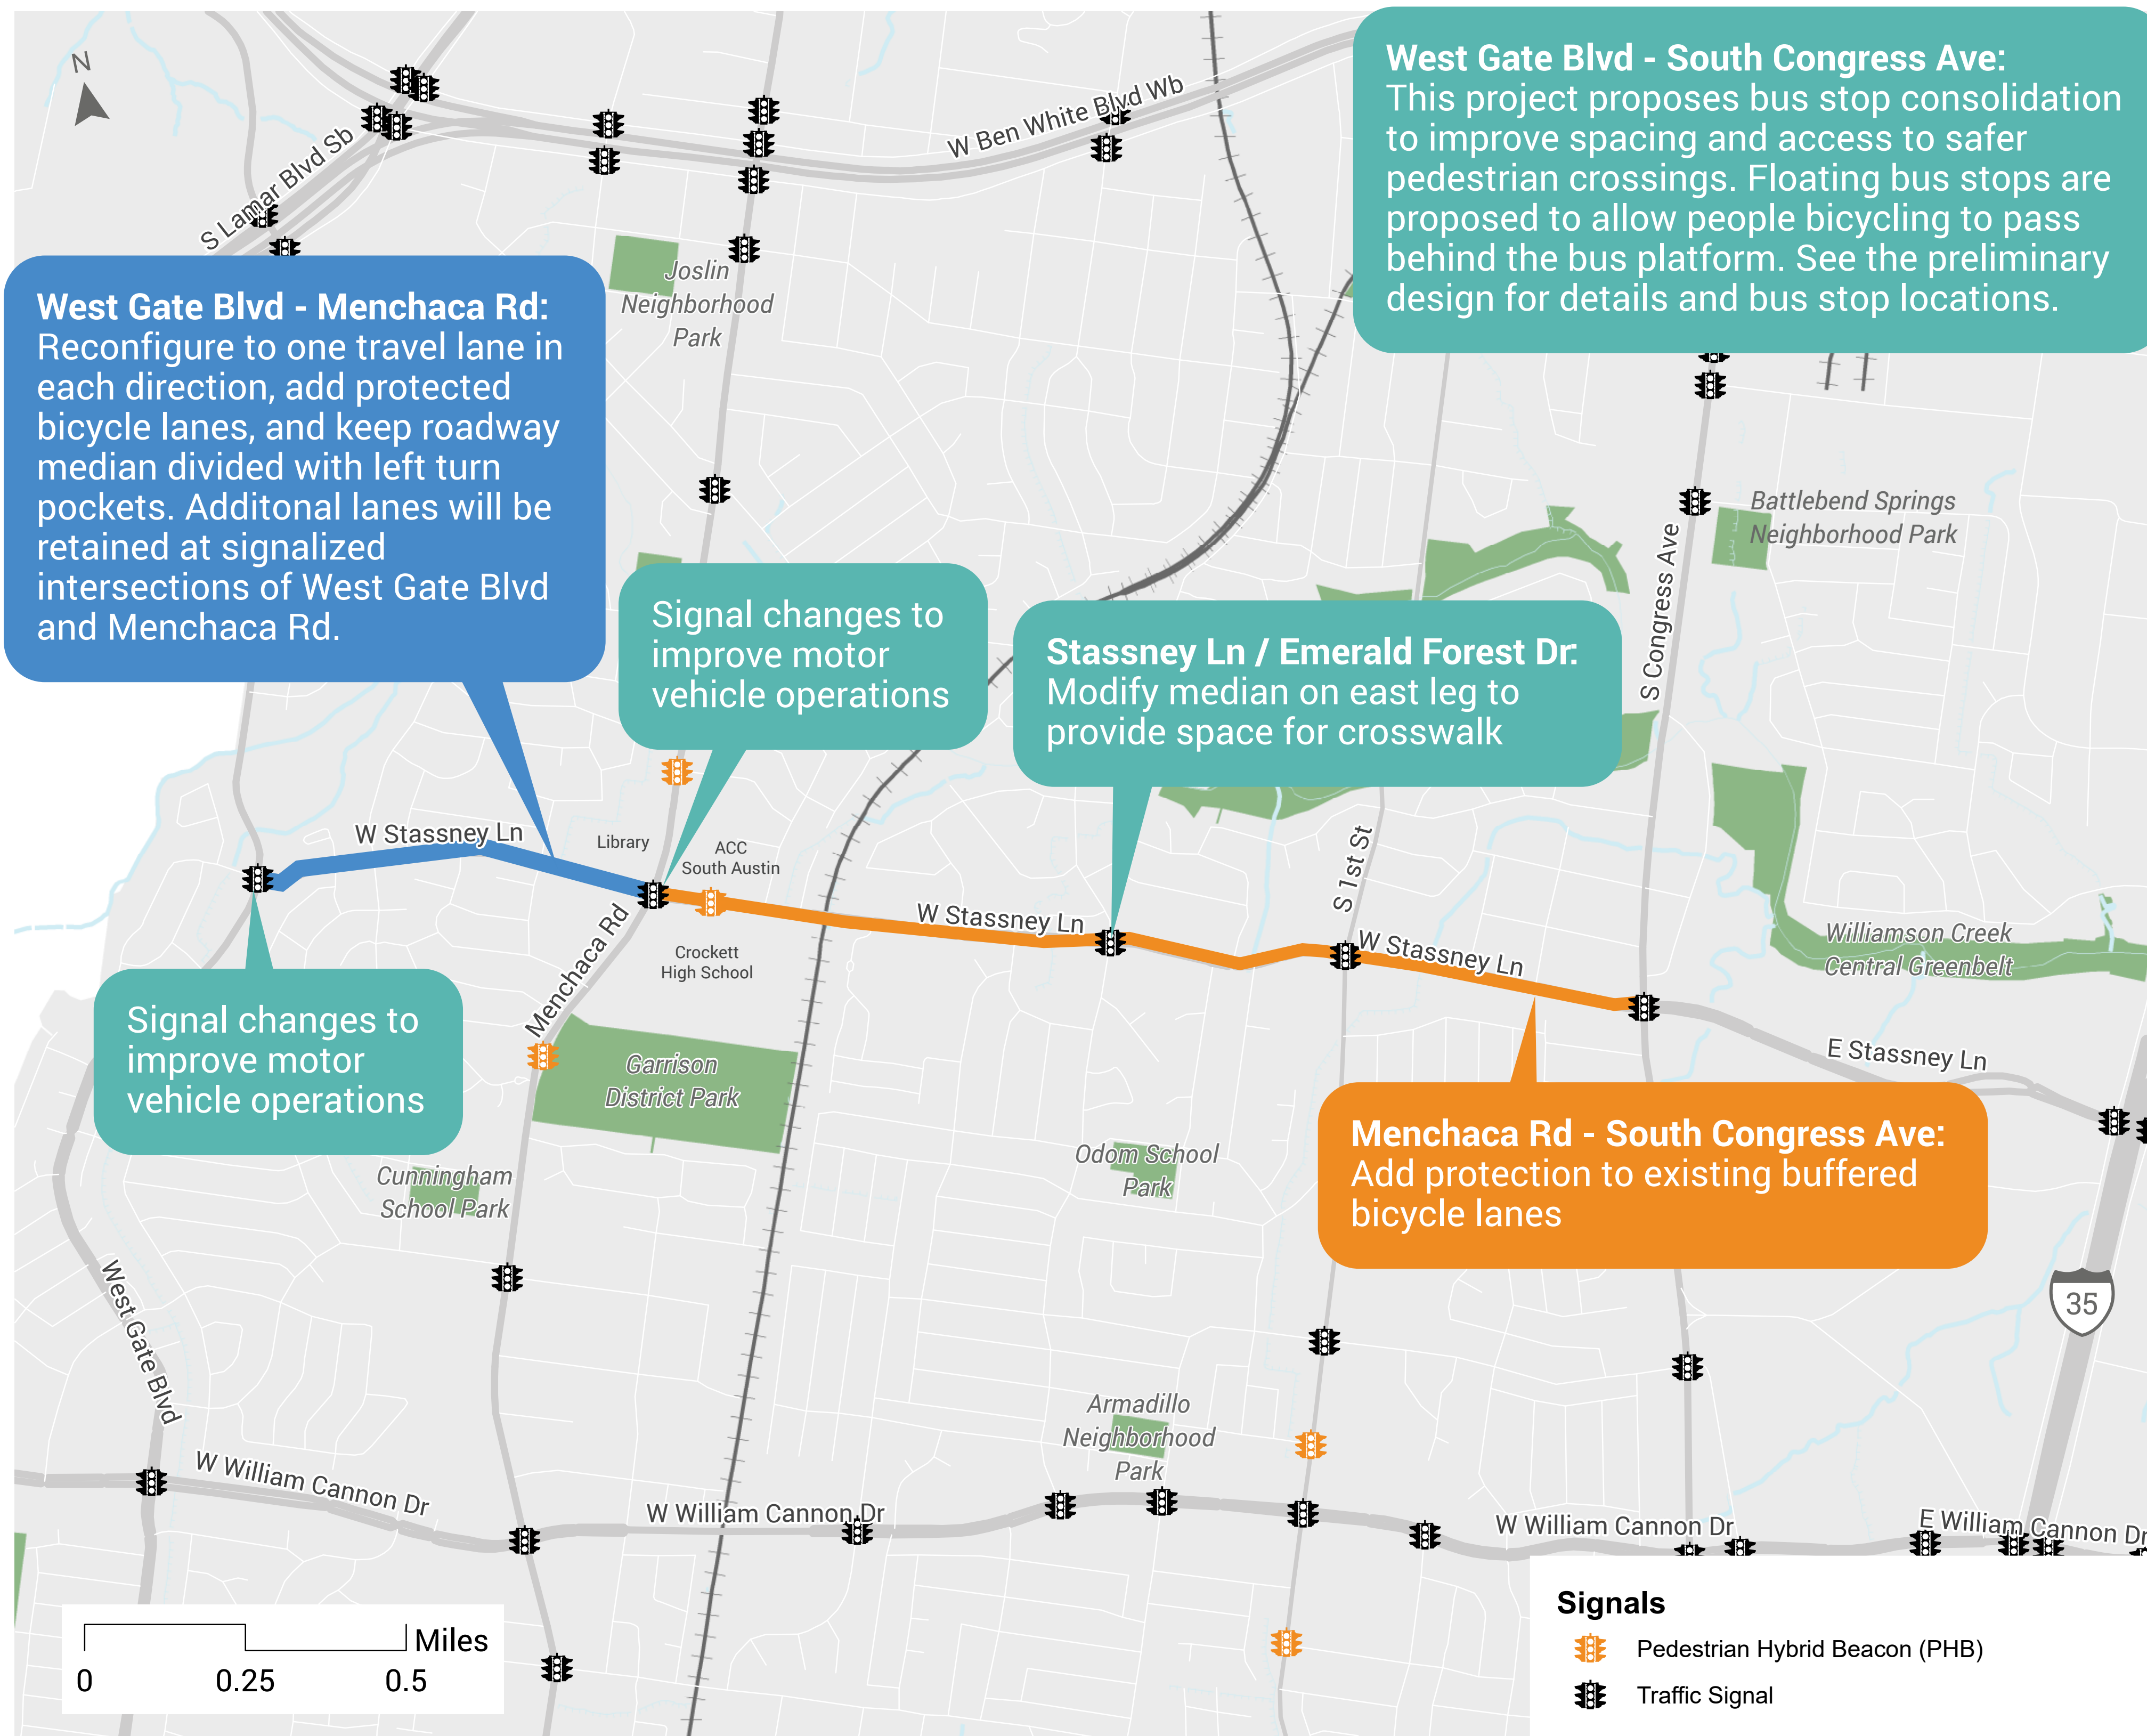 N
West Gate Blvd - South Congress Ave:
This project proposes bus stop consolidation
to improve spacing and access to safer
pedestrian crossings. Floating bus stops are
proposed to allow people bicycling to pass
behind the bus platform. See the preliminary
design for details and bus stop locations.
W Ben White Blvd Wb
S Lamar Blvd Sb
Joslin
Neighborhood
Park
West Gate Blvd - Menchaca Rd:
Reconfigure to one travel lane in
each direction, add protected
bicycle lanes, and keep roadway
median divided with left turn
pockets. Additonal lanes will be
retained at signalized
intersections of West Gate Blvd
and Menchaca Rd.
Battlebend Springs
Neighborhood Park
S Congress Ave
Signal changes to
improve motor
vehicle operations
Stassney Ln / Emerald Forest Dr:
Modify median on east leg to
provide space for crosswalk
W Stassney Ln
Library
ACC
South Austin
S 1st St
W Stassney Ln
Menchaca Rd
Crockett
High School
W Stassney Ln
Williamson Creek
Central Greenbelt
Signal changes to
improve motor
vehicle operations
Garrison
District Park
E Stassney Ln
Menchaca Rd - South Congress Ave:
Add protection to existing buffered
bicycle lanes
Odom School
Park
Cunningham
School Park
35
West Gate Blvd
Armadillo
Neighborhood
Park
W William Cannon Dr
W William Cannon Dr
W William Cannon Dr
E William Cannon Dr
Miles
0
0.25
0.5
Signals
Pedestrian Hybrid Beacon (PHB)
Traffic Signal